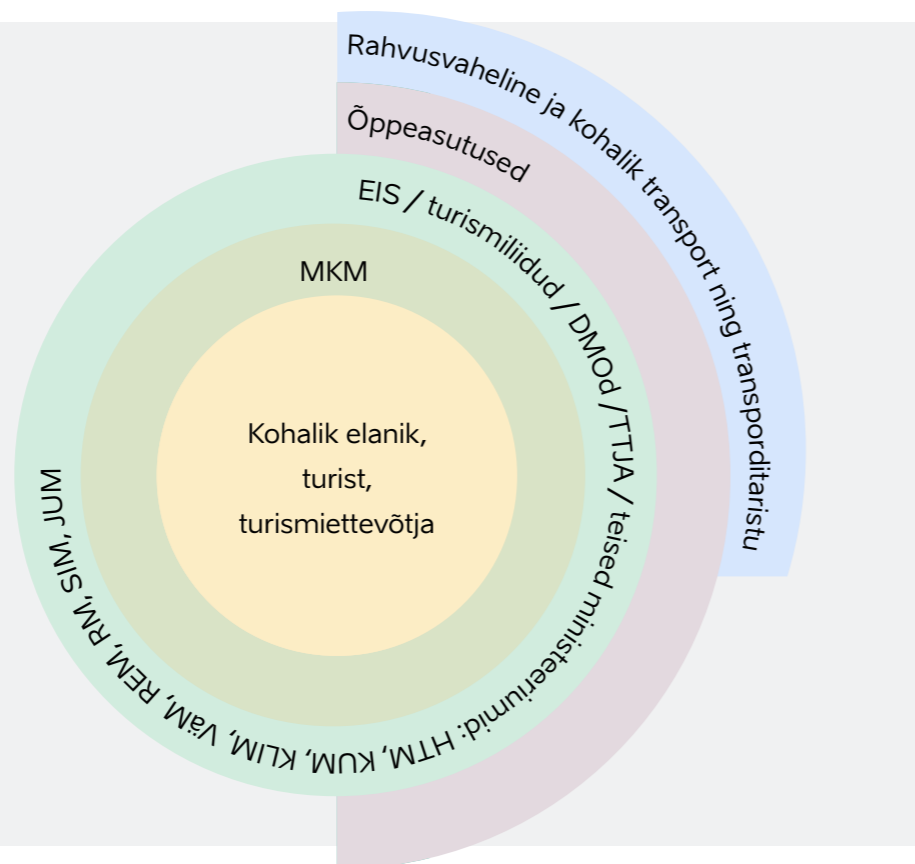 Rahvusvaheline ja kohalik transport ning transporditaristu
Õppeasutused
EIS / turismiliidud / DMOd /TTJA / teised ministeeriumid: HTM, KUM, KLIM, VäM, REM, RM, SIM, JUM
MKM
Kohalik elanik,
turist,
turismiettevõtja